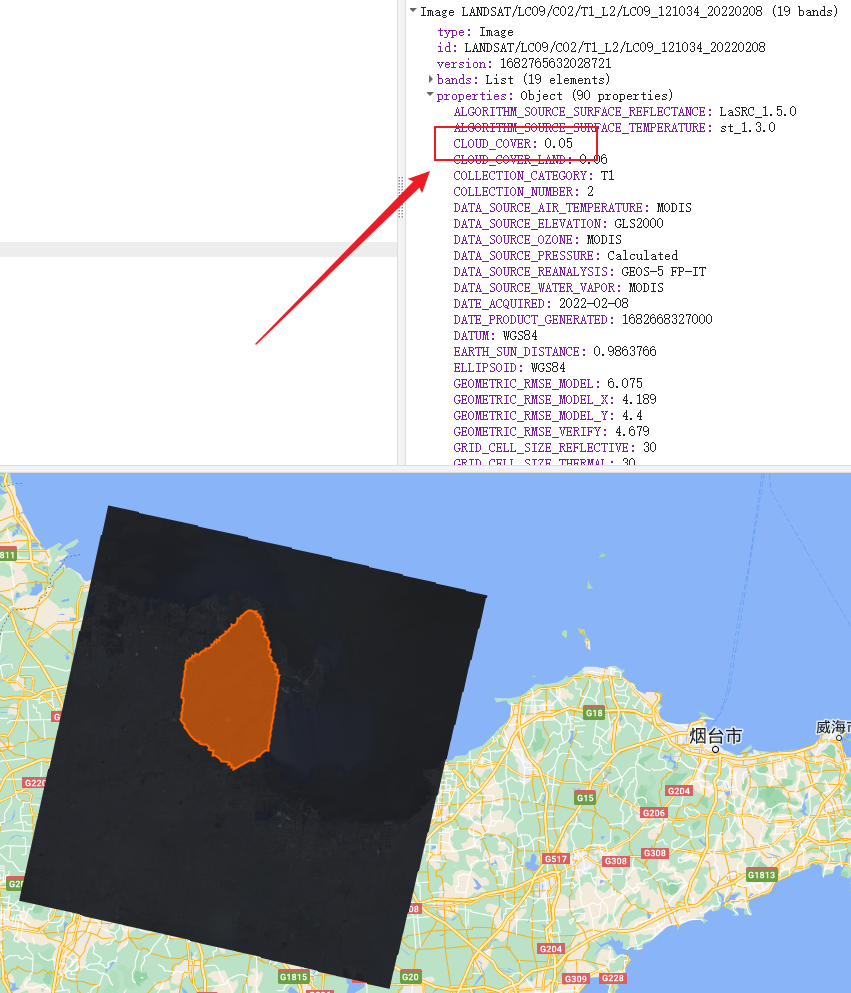 Image LANDSAT/LC09/C02/T1_L2/LC09_121034_20220208 (19 bands)
type: Image
id: LANDSAT/LC09/C02/T1_L2/LC09_121034_20220208
version: 1682765632028721
bands: List (19 elements)
properties: Object (90 properties)
ALGORITHM_SOURCE_SURFACE_REFLECTANCE: LaSRC_1.5.0
ALGORITHM_SOURCE_SURFACE_TEMPERATURE: st_1.3.0
CLOUD_COVER: 0.05
CLOUD_COVER_LAND: 0.06
COLLECTION_CATEGORY: T1
COLLECTION_NUMBER: 2
DATA_SOURCE_AIR_TEMPERATURE: MODIS
DATA_SOURCE_ELEVATION: GLS2000
DATA_SOURCE_OZONE: MODIS
DATA_SOURCE_PRESSURE: Calculated
DATA_SOURCE_REANALYSIS: GEOS-5 FP-IT
DATA_SOURCE_WATER_VAPOR: MODIS
DATE_ACQUIRED: 2022-02-08
DATE_PRODUCT_GENERATED: 1682668327000
DATUM: WGS84
EARTH_SUN_DISTANCE: 0.9863766
ELLIPSOID: WGS84
GEOMETRIC_RMSE_MODEL: 6.075
GEOMETRIC_RMSE_MODEL_X: 4.189
GEOMETRIC_RMSE_MODEL_Y: 4.4
GEOMETRIC_RMSE_VERIFY: 4.679
GRID_CELL_SIZE_REFLECTIVE: 30
GRID_CELL_SIZE_THERMAL: 30
811
G18
烟台市
威海市
G220
G204
G15
G206
G308
G308
G517
G1813
G20
08
G204
G1815
G20
G309
G228